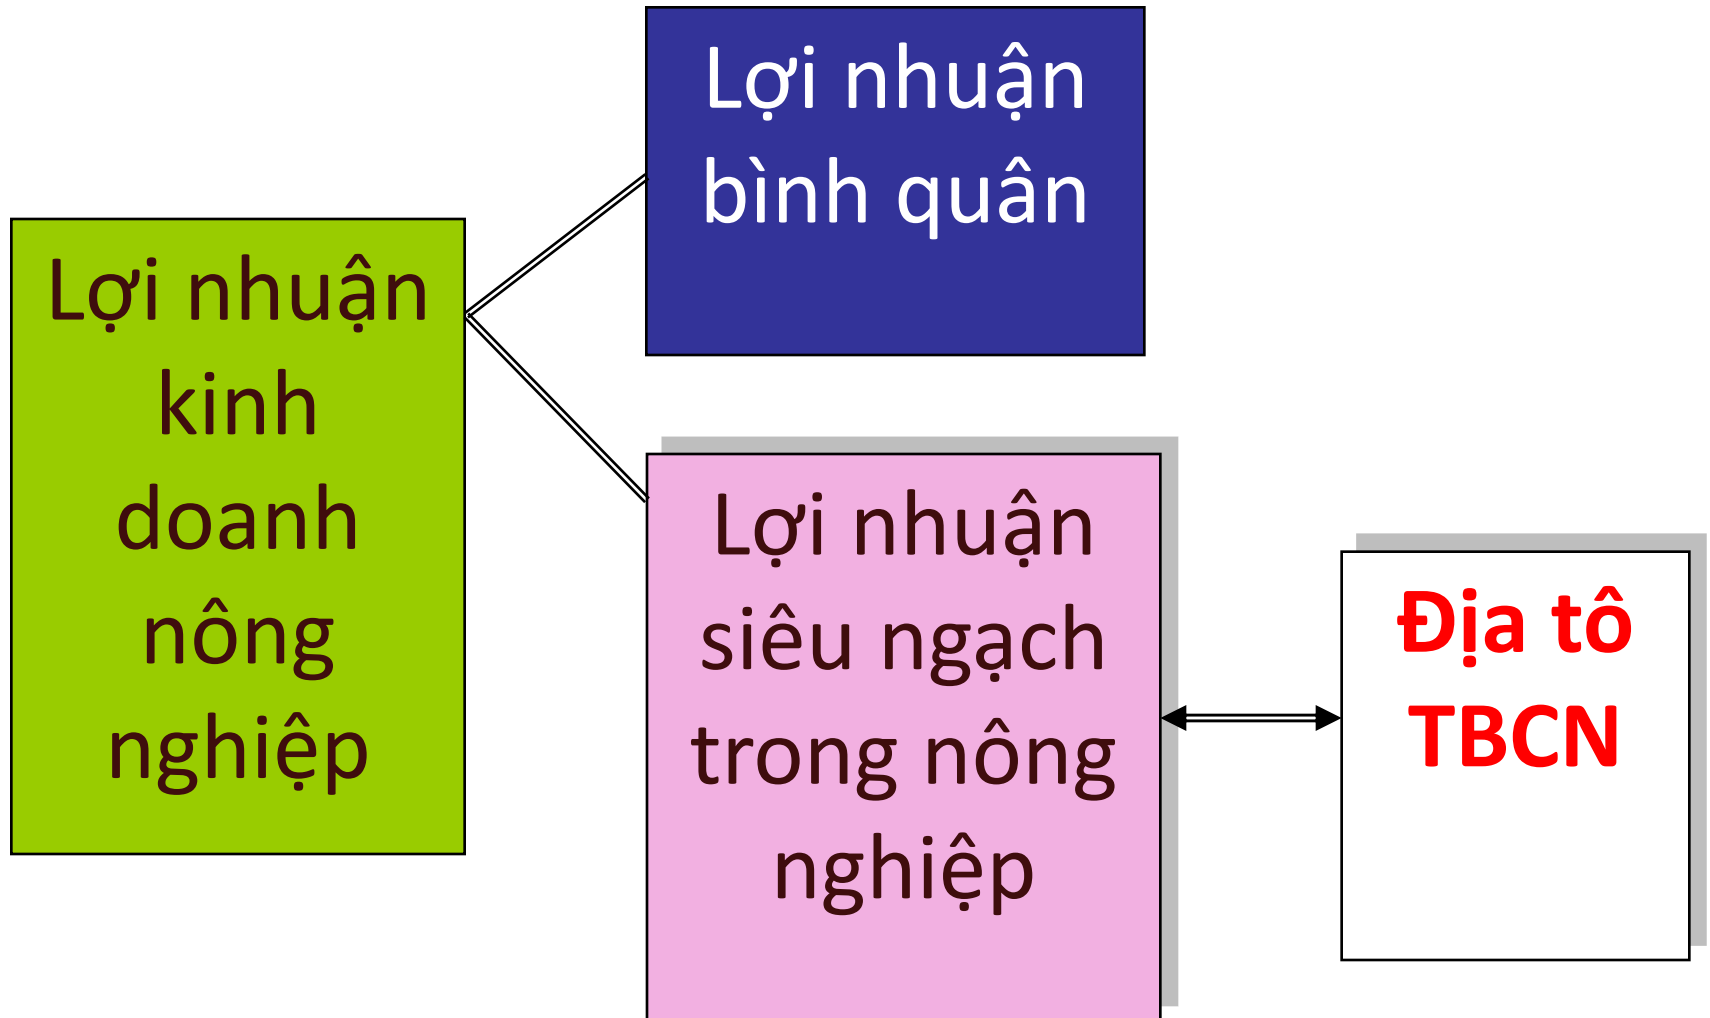 Lợi nhuận
bình quân
Lợi nhuận
kinh
doanh
nông
nghiệp
Lợi nhuận
siêu ngạch
trong nông
nghiệp
Địa tô
TBCN